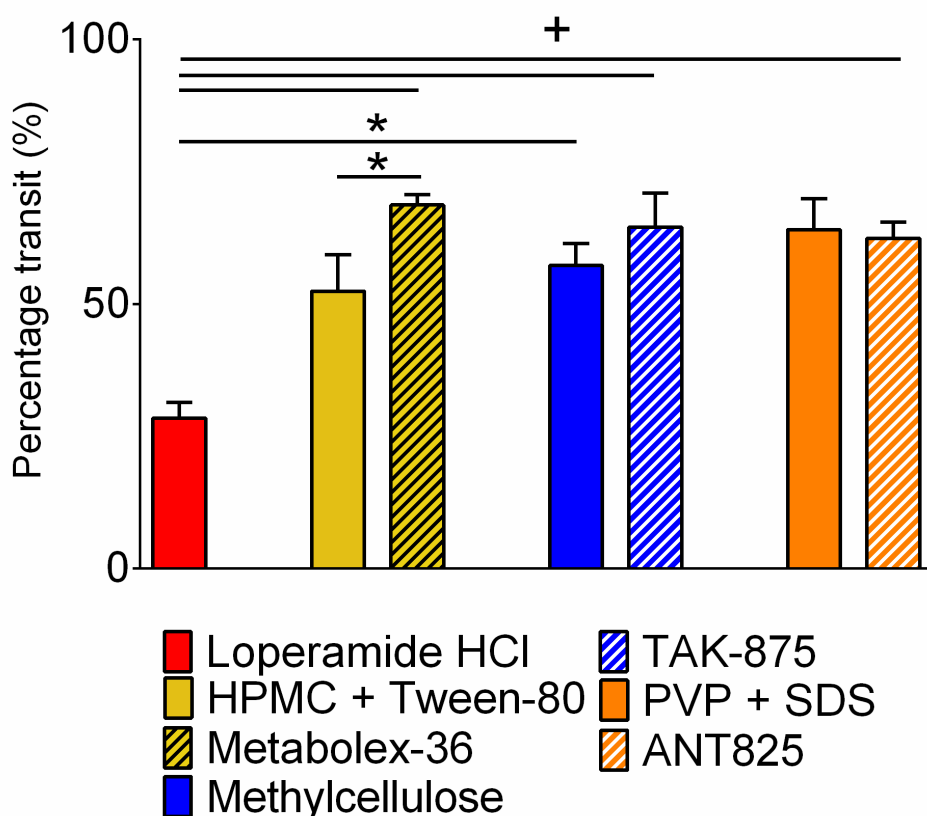 100
+
*
*
50
0
Percentage transit (%)
Loperamide HCl
HPMC + Tween-80
Metabolex-36
Methylcellulose
TAK-875
PVP + SDS
ANT825